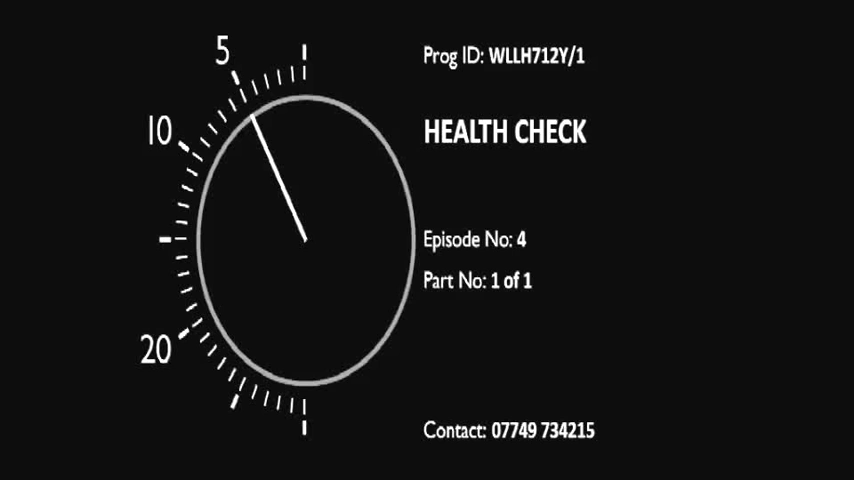 5
10
20
Prog ID: WLLH712Y/1
HEALTH CHECK
Episode No: 4
Part No: 1 of 1
Contact: 07749 734215